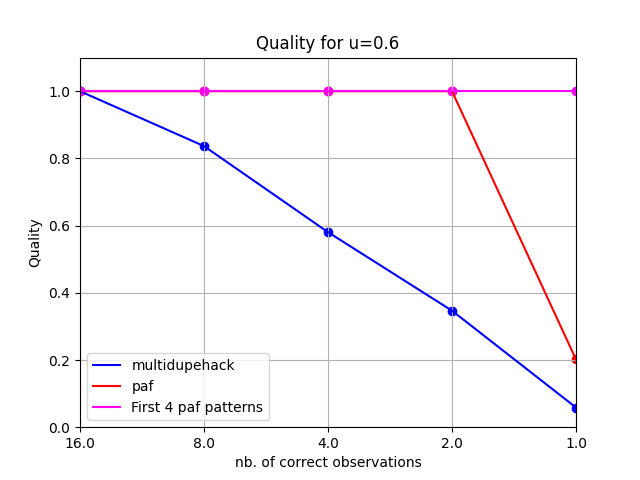 Quality for u=0.6
Quality
1.0
0.8
0.6
0.4
0.2
0.0
multidupehack
paf
First 4 paf patterns
16.0 8.0 4.0 2.0 1.0
nb. of correct observations